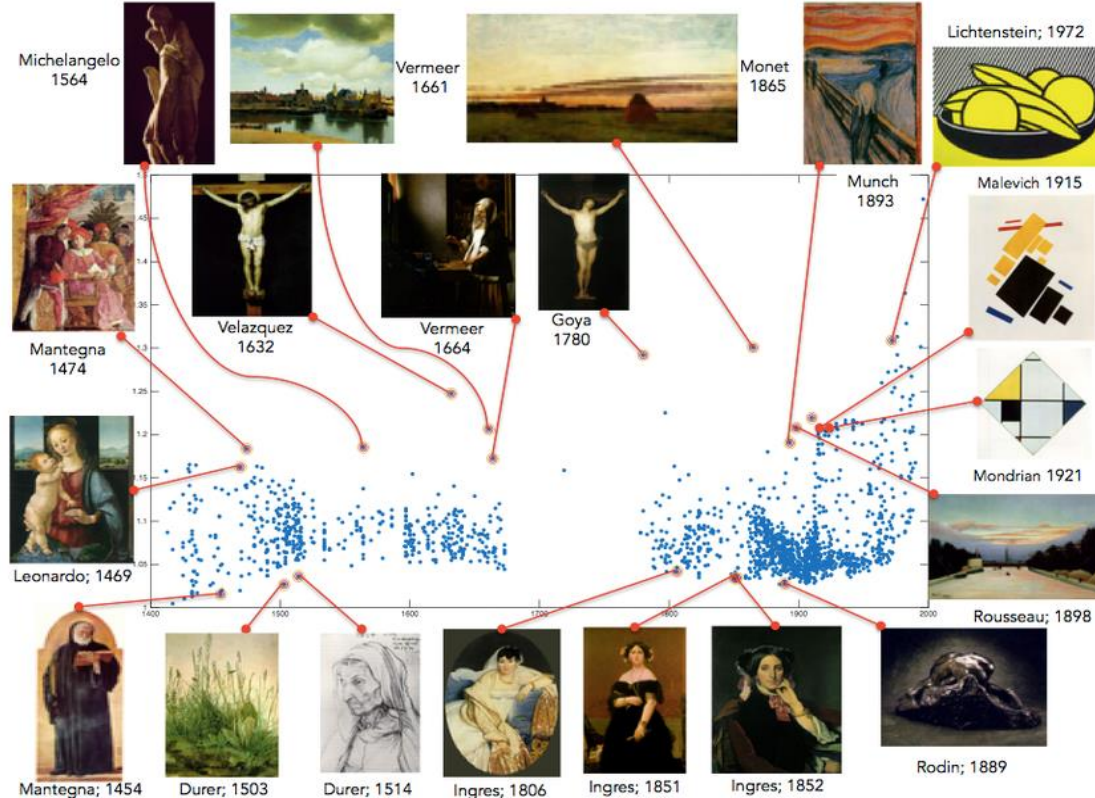 Michelangelo
1564
Vermeer
1661
Monet
1865
Lichtenstein; 1972
Munch
1893
Malevich 1915
Mantegna
1474
Velazquez
1632
Vermeer
1664
Goya
1780
Mondrian 1921
Leonardo; 1469
Rousseau; 1898
1.45
1.4
1.35
1.3
1.25
1.2
1.15
1.1
1.05
1400
1500
1600
1700
1800
1900
2000
Mantegna; 1454
Durer; 1503
Durer; 1514
Ingres; 1806
Ingres; 1851
Ingres; 1852
Rodin; 1889